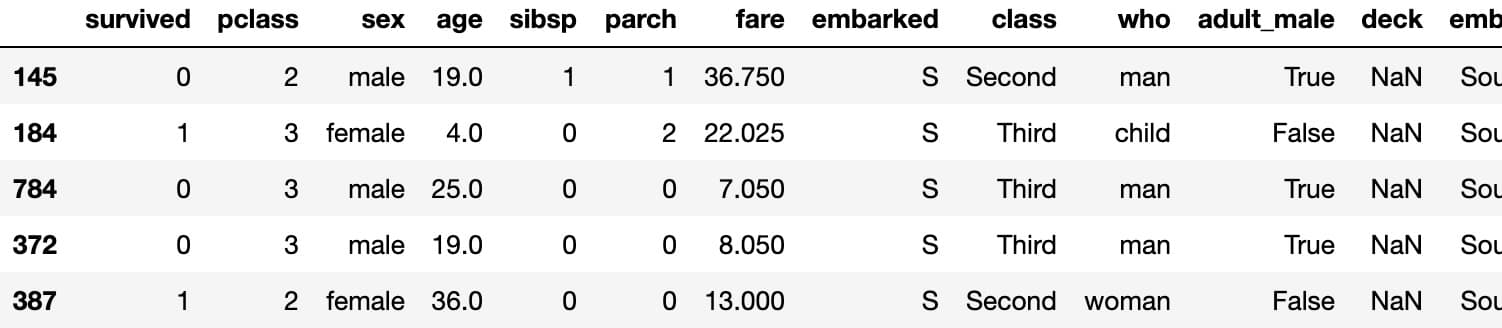 survived pclass sex age sibsp parch fare embarked class who adult_male deck emb
145 0 2 male 19.0 1 1 36.750 S Second man True NaN Sou
184 1 3 female 4.0 0 2 22.025 S Third child False NaN Sou
784 0 3 male 25.0 0 0 7.050 S Third man True NaN Sou
372 0 3 male 19.0 0 0 8.050 S Third man True NaN Sou
387 1 2 female 36.0 0 0 13.000 S Second woman False NaN Sou